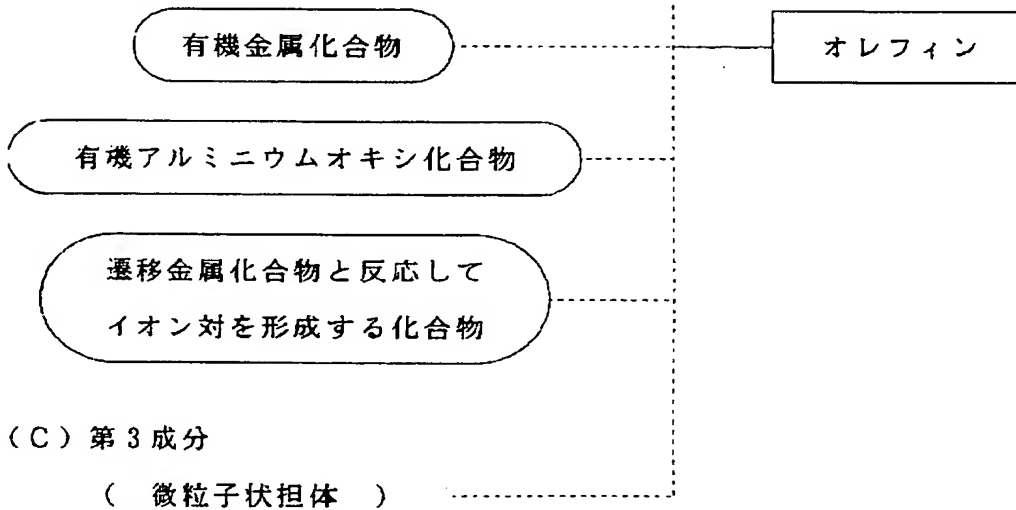 有機金属化合物
オレフィン
有機アルミニウムオキシ化合物
遷移金属化合物と反応して
イオン対を形成する化合物
(C)第3成分
( 微粒子状担体 )